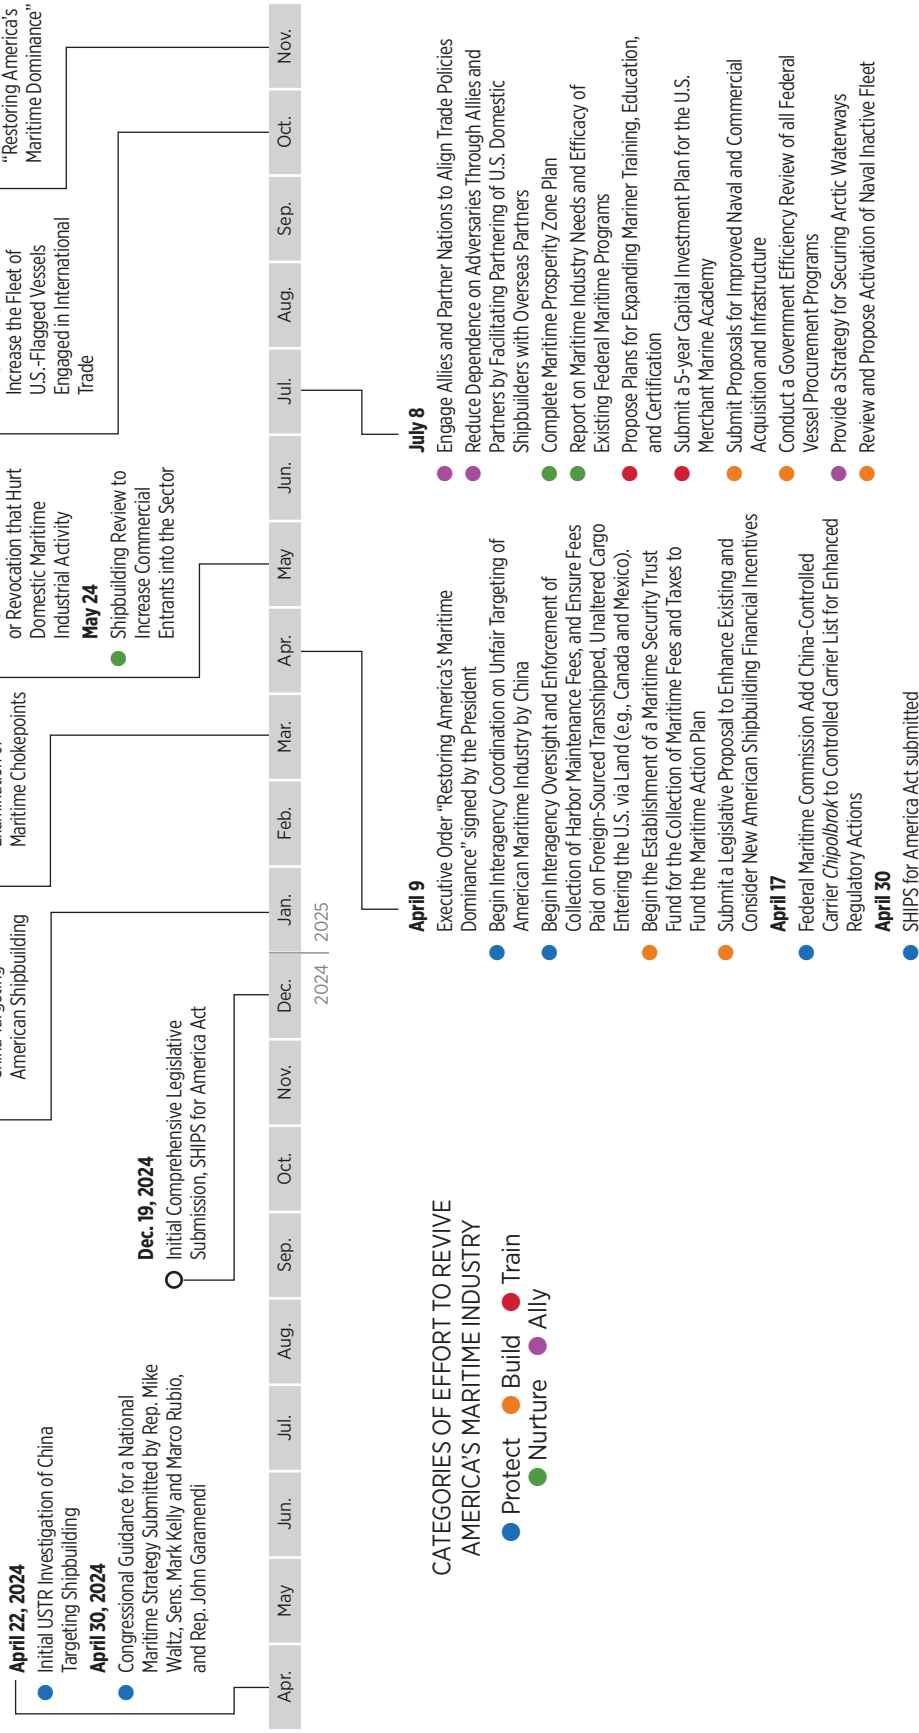 April 22, 2024
Initial USTR Investigation of China
Targeting Shipbuilding
April 30, 2024
Congressional Guidance for a National
Maritime Strategy Submitted by Rep. Mike
Waltz, Sens. Mark Kelly and Marco Rubio,
and Rep. John Garamendi
Dec. 19, 2024
Initial Comprehensive Legislative
Submission, SHIPS for America Act
American Shipbuilding
Maritime Chokepoints
or Revocation that Hurt
Domestic Maritime
Industrial Activity
May 24
Shipbuilding Review to
Increase Commercial
Entrants into the Sector
Increase the Fleet of
U.S.-Flagged Vessels
Engaged in International
Trade
“Restoring America’s
Maritime Dominance”
Apr.
May
Jun.
Jul.
Aug.
Sep.
Oct.
Nov.
Dec.
Jan.
Feb.
Mar.
Apr.
May
Jun.
Jul.
Aug.
Sep.
Oct.
Nov.
2024
2025
CATEGORIES OF EFFORT TO REVIVE
AMERICA’S MARITIME INDUSTRY
Protect
Build
Train
Nurture
Ally
April 9
Executive Order “Restoring America’s Maritime
Dominance” signed by the President
Begin Interagency Coordination on Unfair Targeting of
American Maritime Industry by China
Begin Interagency Oversight and Enforcement of
Collection of Harbor Maintenance Fees, and Ensure Fees
Paid on Foreign-Sourced Transshipped, Unaltered Cargo
Entering the U.S. via Land (e.g., Canada and Mexico).
Begin the Establishment of a Maritime Security Trust
Fund for the Collection of Maritime Fees and Taxes to
Fund the Maritime Action Plan
Submit a Legislative Proposal to Enhance Existing and
Consider New American Shipbuilding Financial Incentives
April 17
Federal Maritime Commission Add China-Controlled
Carrier Chipolbrok to Controlled Carrier List for Enhanced
Regulatory Actions
April 30
SHIPS for America Act submitted
July 8
Engage Allies and Partner Nations to Align Trade Policies
Reduce Dependence on Adversaries Through Allies and
Partners by Facilitating Partnering of U.S. Domestic
Shipbuilders with Overseas Partners
Complete Maritime Prosperity Zone Plan
Report on Maritime Industry Needs and Efficacy of
Existing Federal Maritime Programs
Propose Plans for Expanding Mariner Training, Education,
and Certification
Submit a 5-year Capital Investment Plan for the U.S.
Merchant Marine Academy
Submit Proposals for Improved Naval and Commercial
Acquisition and Infrastructure
Conduct a Government Efficiency Review of all Federal
Vessel Procurement Programs
Provide a Strategy for Securing Arctic Waterways
Review and Propose Activation of Naval Inactive Fleet